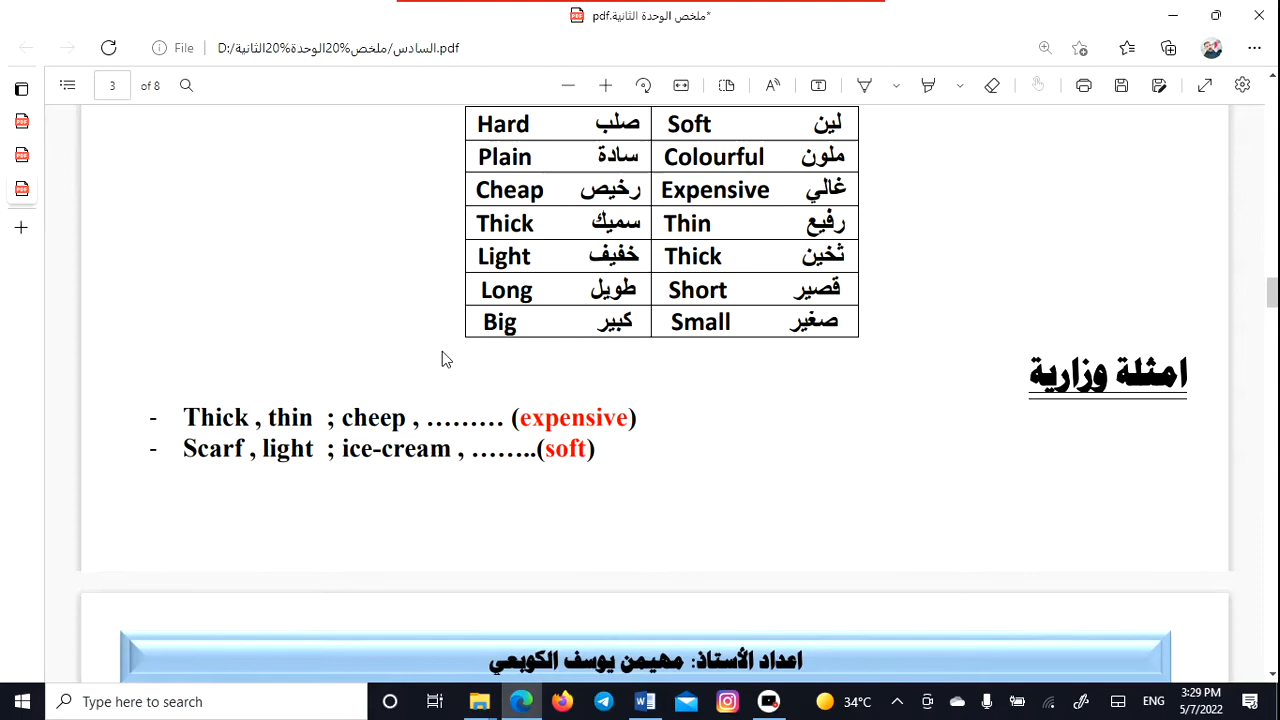 ملخص الوحدة الثانية.pdf*
File D:/السادس/ملخص%20الوحدة%20الثانية.pdf
3 of 8
Hard صلب Soft لين
Plain سادة Colourful ملون
Cheap رخيص Expensive غالي
Thick سميك Thin رفيع
Light خفيف Thick ثخين
Long طويل Short قصير
Big كبير Small صغير
امثلة وزارية
- Thick , thin ; cheep , ……… (expensive)
- Scarf , light ; ice-cream , ……..(soft)
اعداد الأستاذ: مهيمن يوسف الكويعي
Type here to search
34°C
ENG
3:29 PM
5/7/2022